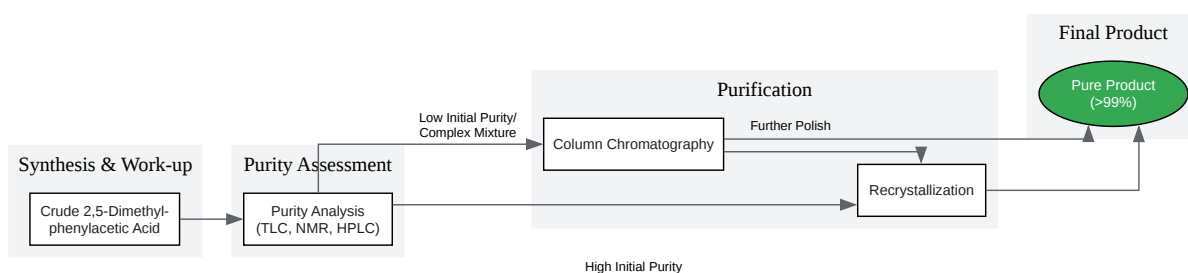 Synthesis & Work-up
Crude 2,5-Dimethyl-
phenylacetic Acid
Purity Assessment
Purity Analysis
(TLC, NMR, HPLC)
Low Initial Purity/
Complex Mixture
High Initial Purity
Purification
Column Chromatography
Further Polish
Recrystallization
Final Product
Pure Product
(>99%)